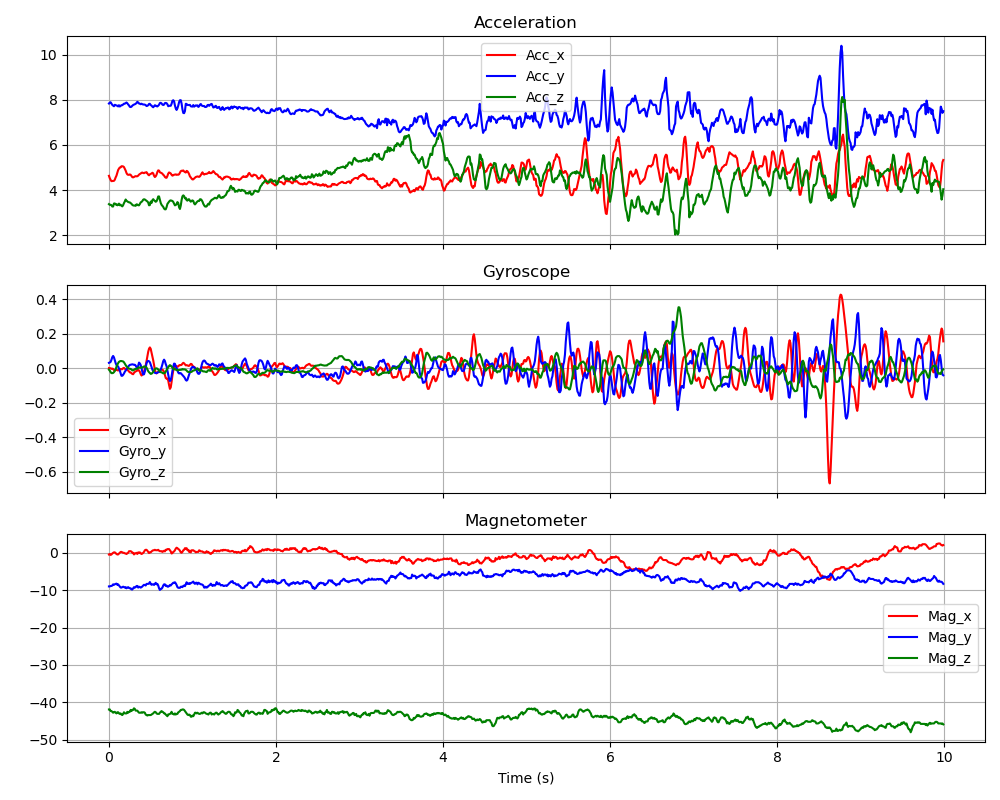 Acceleration
10
8
6
4
2
Acc_x
Acc_y
Acc_z
Gyroscope
0.4
0.2
0.0
−0.2
−0.4
−0.6
Gyro_x
Gyro_y
Gyro_z
Magnetometer
0
−10
−20
−30
−40
−50
Mag_x
Mag_y
Mag_z
0 2 4 6 8 10
Time (s)